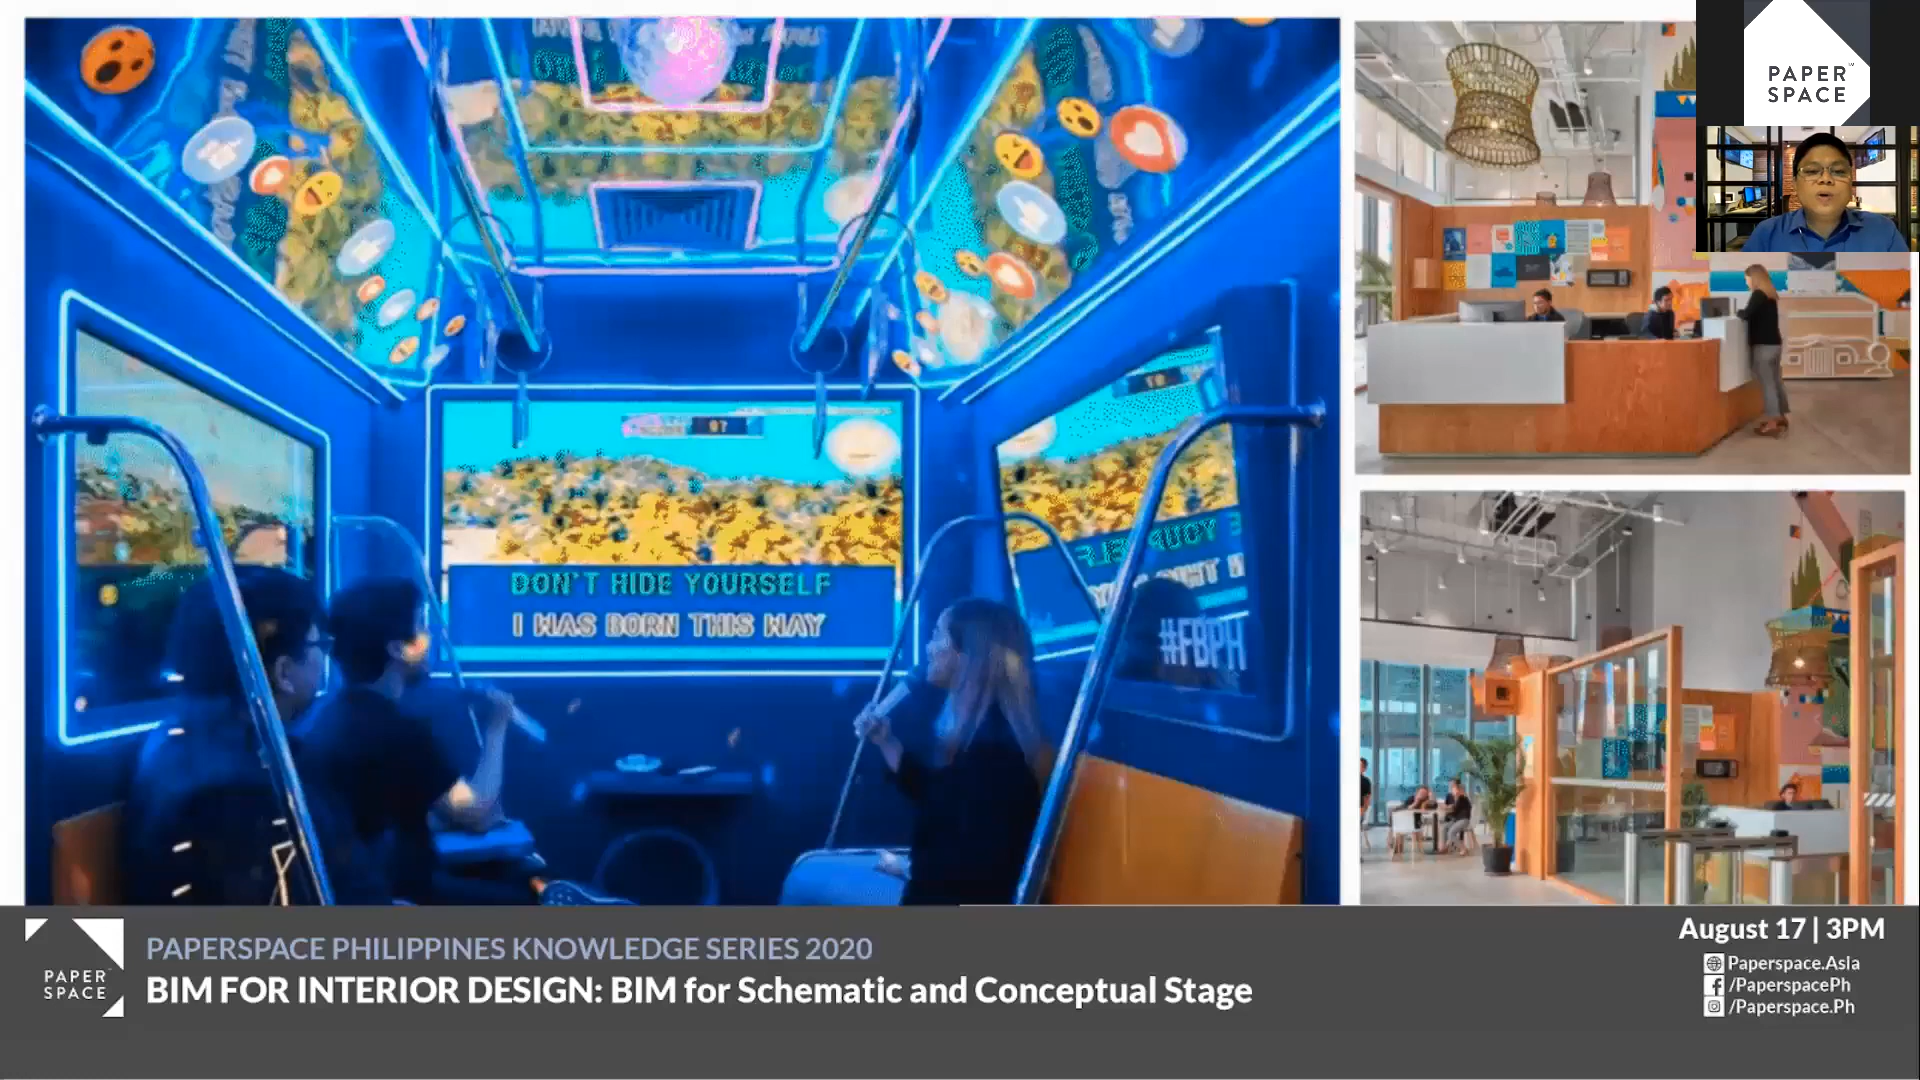 PAPER
SPACE
97
DON'T HIDE YOURSELF
I WAS BORN THIS WAY
#FBPH
PAPER
SPACE
PAPERSPACE PHILIPPINES KNOWLEDGE SERIES 2020
BIM FOR INTERIOR DESIGN: BIM for Schematic and Conceptual Stage
August 17 | 3PM
Paperspace.Asia
/PaperspacePh
/Paperspace.Ph